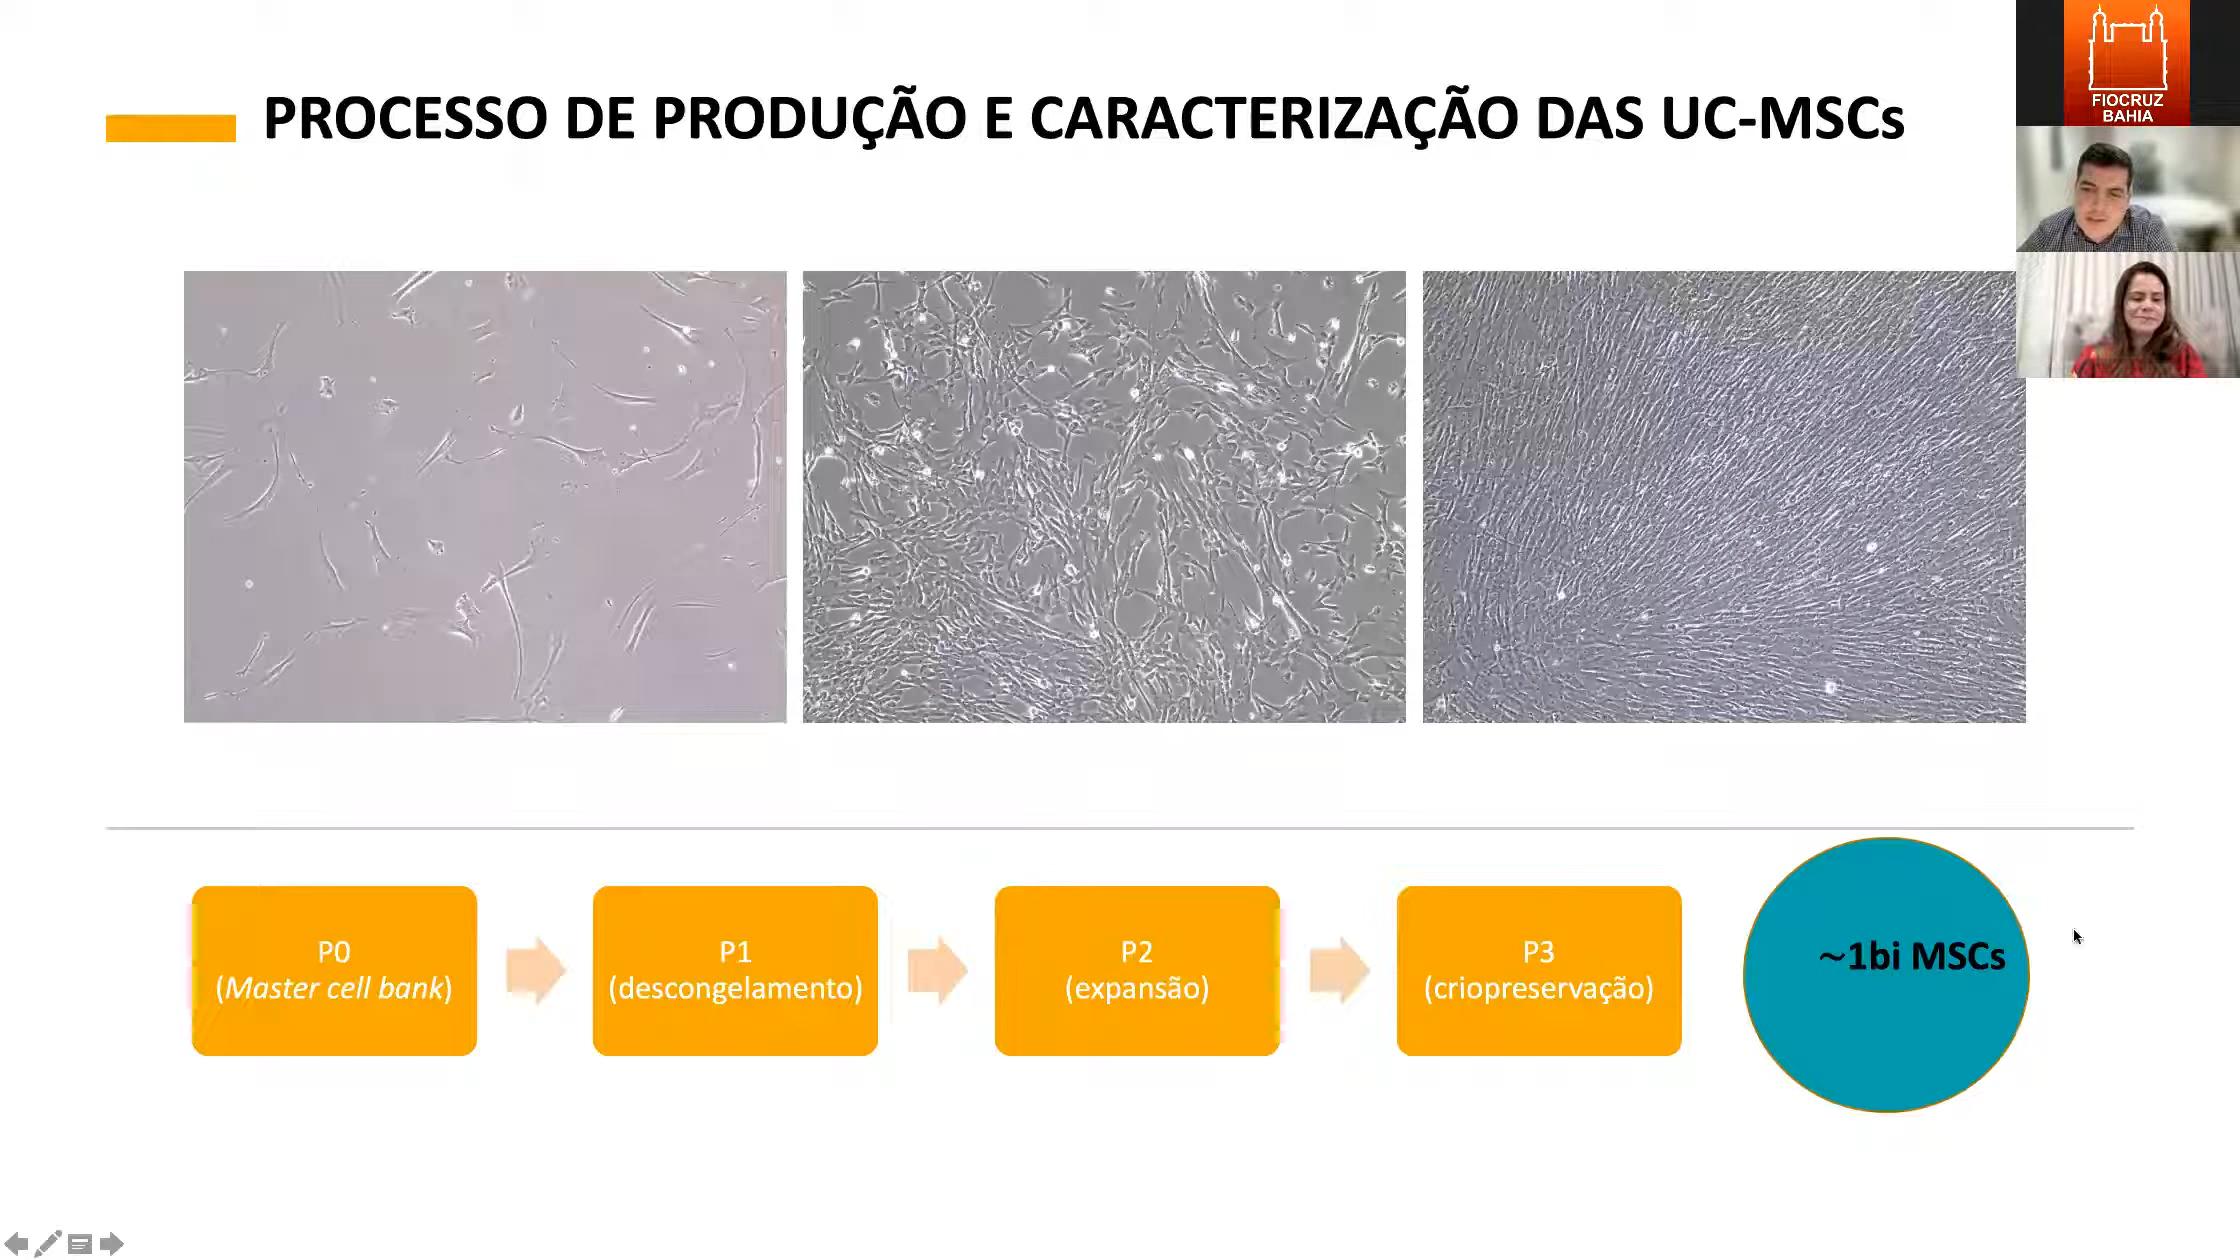 PROCESSO DE PRODUÇÃO E CARACTERIZAÇÃO DAS UC-MSCs
FIOCRUZ
BAHIA
P0
(Master cell bank)
P1
(descongelamento)
P2
(expansão)
P3
(criopreservação)
~1bi MSCs